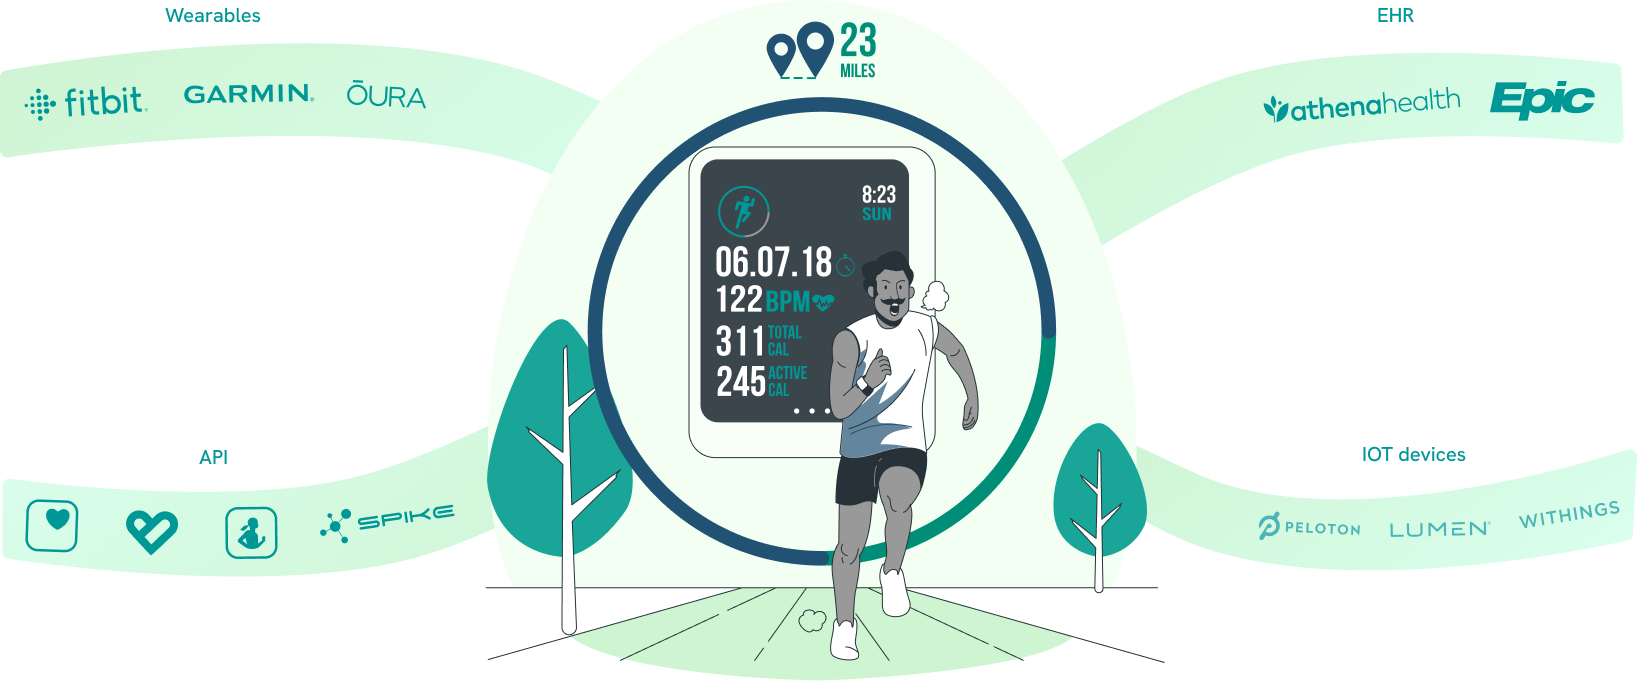 Wearables
fitbit
GARMIN
ŌURA
23
MILES
EHR
athenahealth
Epic
8:23
SUN
06.07.18
122 BPM
311 TOTAL
CAL
245 ACTIVE
CAL
API
SPIKE
IOT devices
PELOTON
LUMEN
WITHINGS